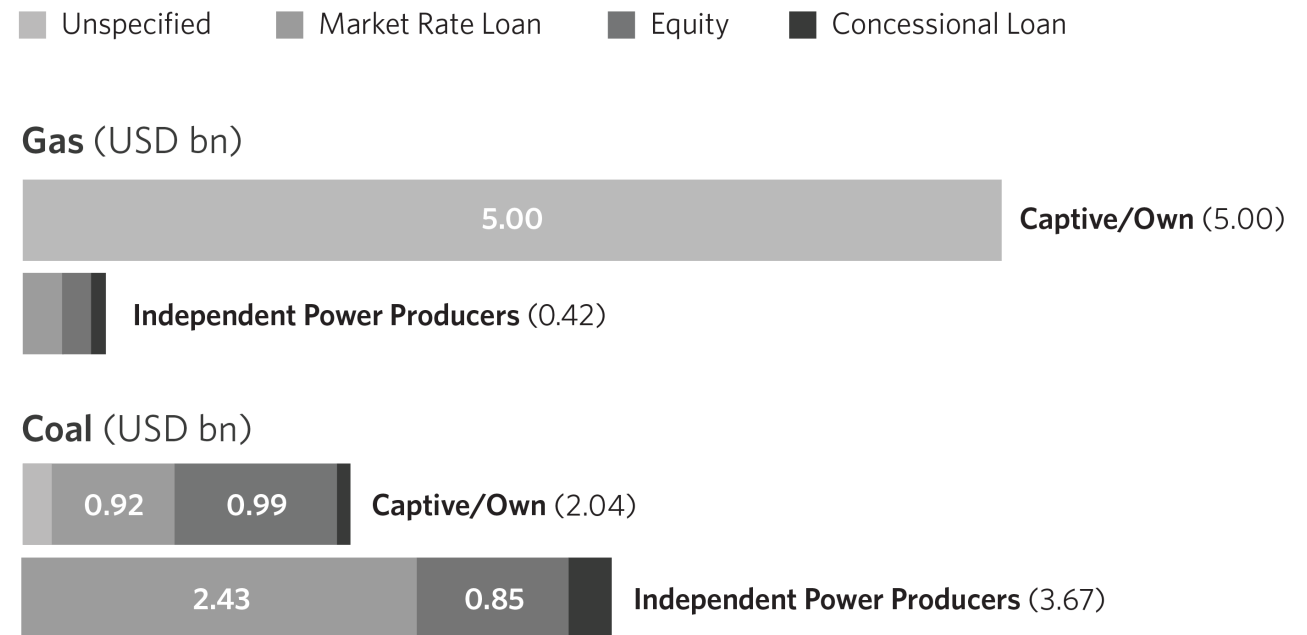 Unspecified Market Rate Loan Equity Concessional Loan
Gas (USD bn)
5.00 Captive/Own (5.00)
Independent Power Producers (0.42)
Coal (USD bn)
0.92 0.99 Captive/Own (2.04)
2.43 0.85 Independent Power Producers (3.67)